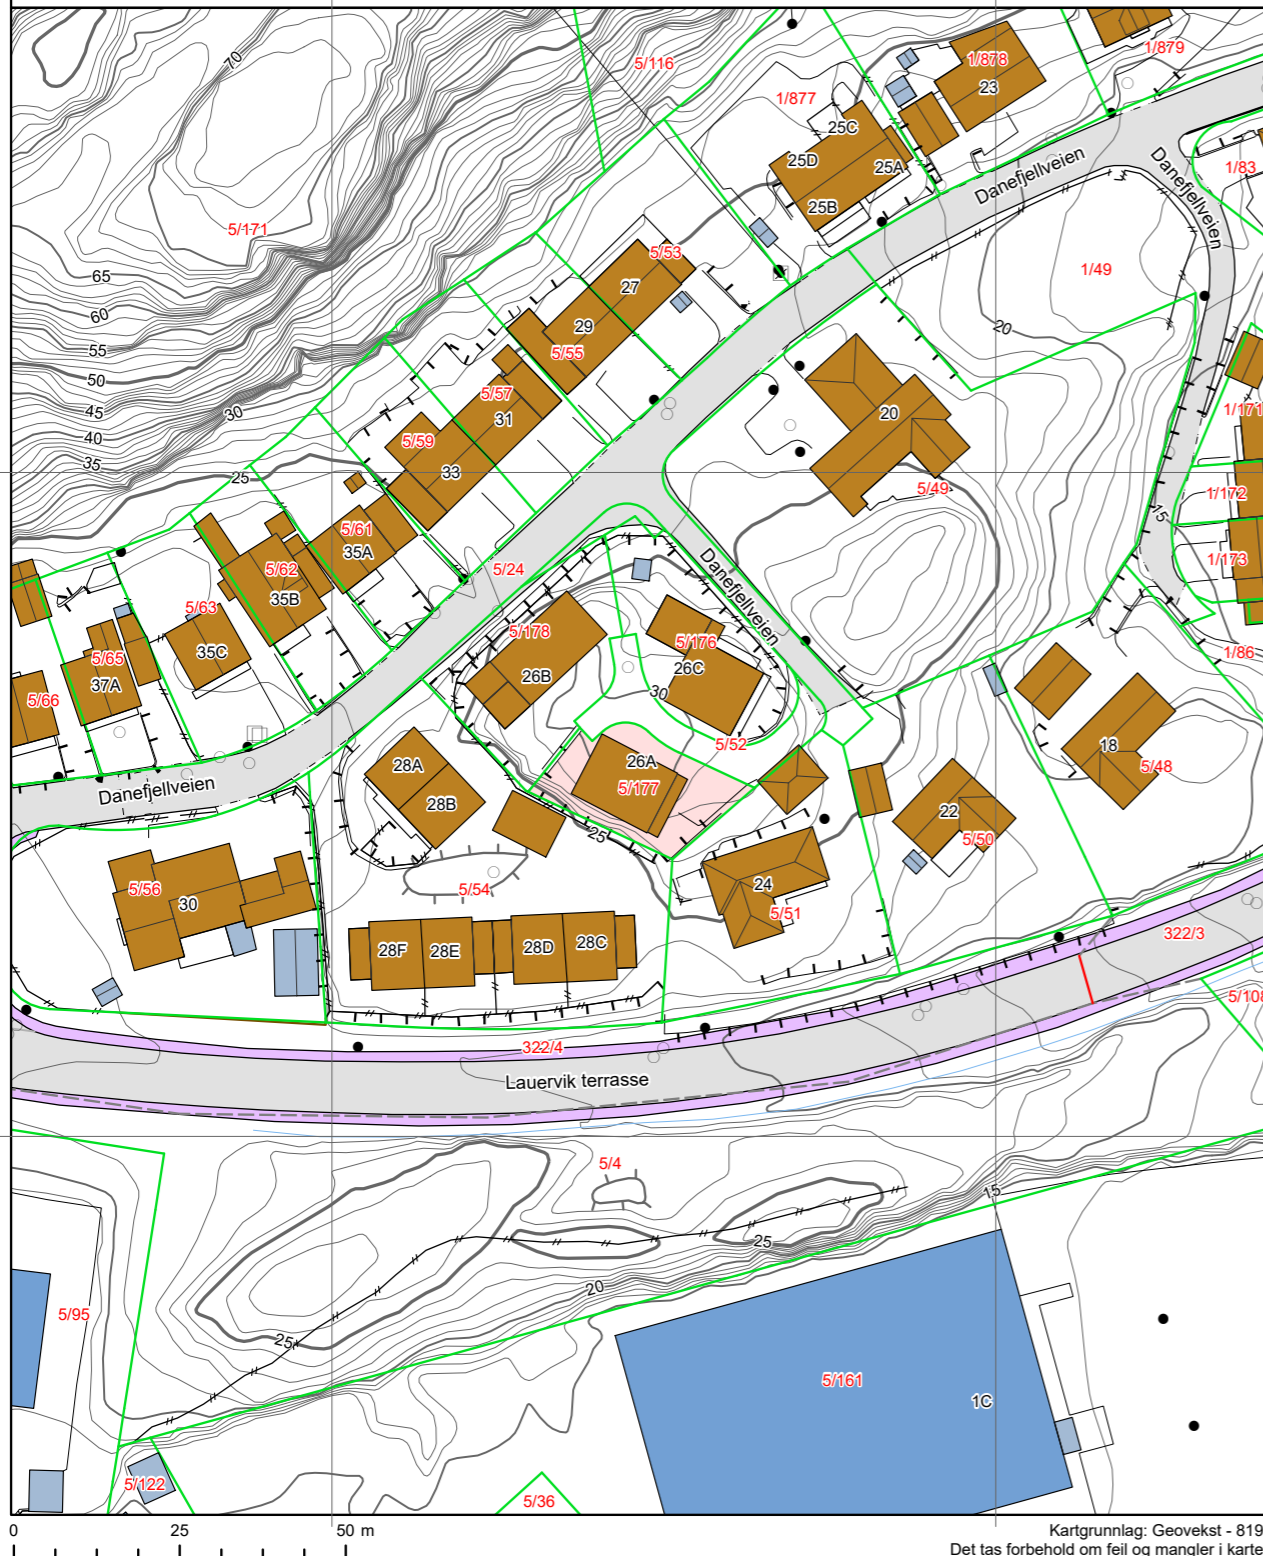 70
5/116
1/879
1/878
23
1/877
25C
25D
25A
25B
Danefjellveien
Danefjellveien
1/83
5/171
65
60
55
50
45
40
35
30
25
5/53
27
29
5/55
1/49
20
5/57
31
5/59
33
20
5/49
1/171
1/172
15
1/173
5/61
35A
5/24
5/62
35B
5/63
35C
5/65
37A
5/66
Danefjellveien
5/178
26B
5/176
26C
30
5/52
1/86
18
5/48
28A
28B
26A
5/177
25
22
5/50
Danefjellveien
5/56
30
5/54
24
5/51
28F
28E
28D
28C
322/3
5/108
322/4
Lauervik terrasse
5/4
15
25
20
25
5/95
5/161
1C
5/122
5/36
0 25 50 m
Kartgrunnlag: Geovekst - 819
Det tas forbehold om feil og mangler i karte